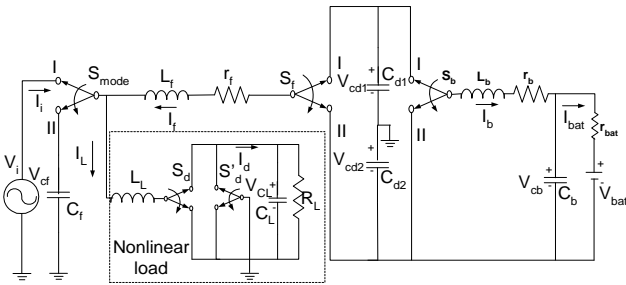 I
S_mode
I_i
II
V_i
V_cf
C_f
I_L
L_f
r_f
S_f
I_f
L_L
S_d
S'_d
I_d
V_CL
C_L
R_L
Nonlinear
load
I
V_cd1
C_d1
II
V_cd2
C_d2
I
S_b
L_b
r_b
I_b
II
I_bat
r_bat
V_cb
C_b
V_bat